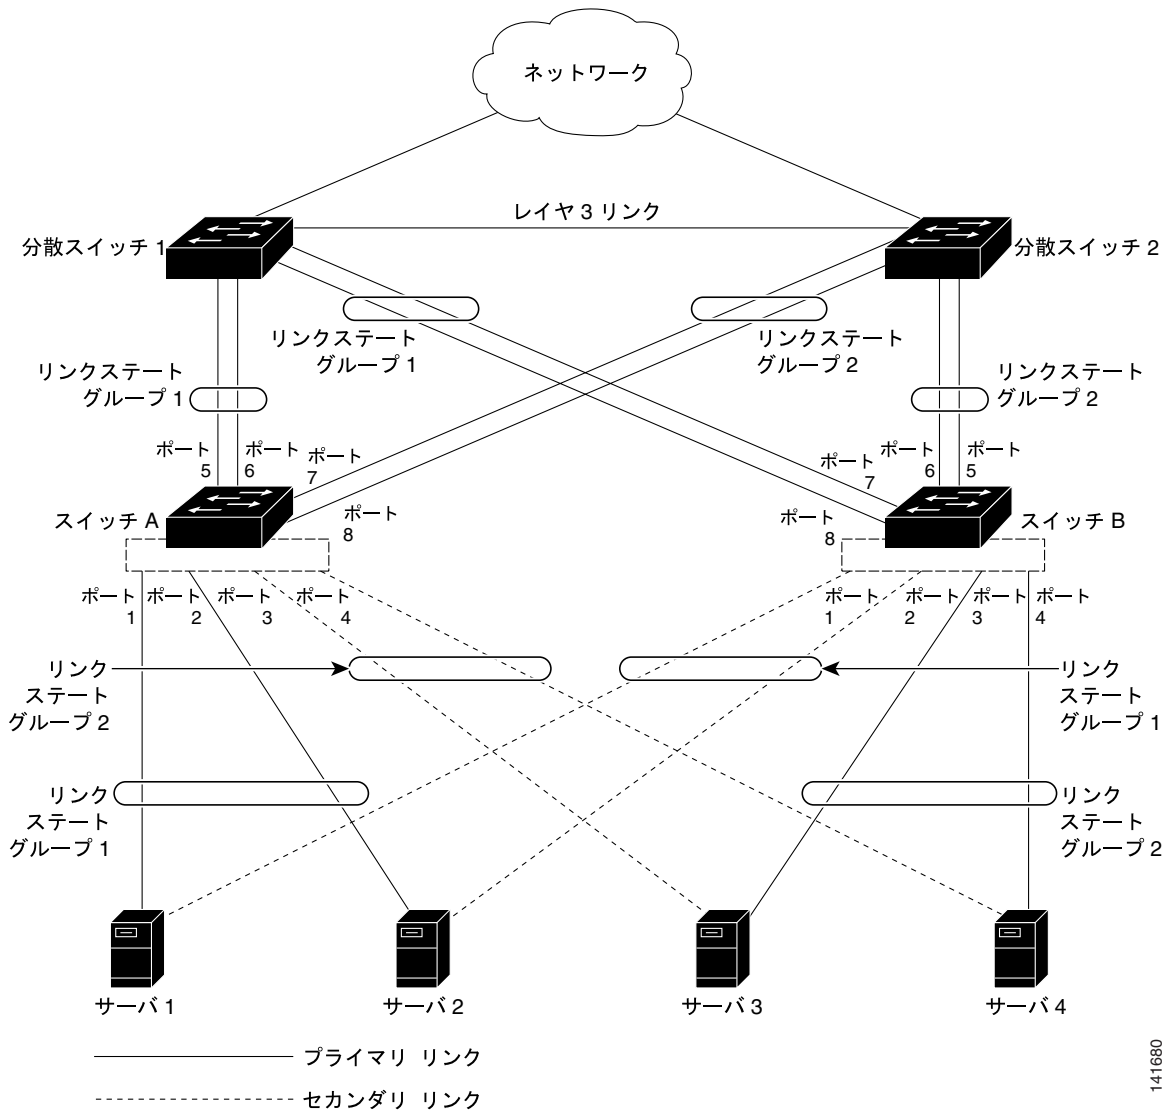 ネットワーク
レイヤ 3 リンク
分散スイッチ 1
分散スイッチ 2
リンクステート
グループ 1
リンクステート
グループ 2
リンクステート
グループ 1
リンクステート
グループ 2
ポート
5
ポート
6
ポート
7
ポート
8
ポート
7
ポート
6
ポート
5
ポート
8
スイッチ A
スイッチ B
ポート
1
ポート
2
ポート
3
ポート
4
ポート
1
ポート
2
ポート
3
ポート
4
リンク
ステート
グループ 2
リンク
ステート
グループ 1
リンク
ステート
グループ 1
リンク
ステート
グループ 2
サーバ 1
サーバ 2
サーバ 3
サーバ 4
プライマリ リンク
セカンダリ リンク
141680